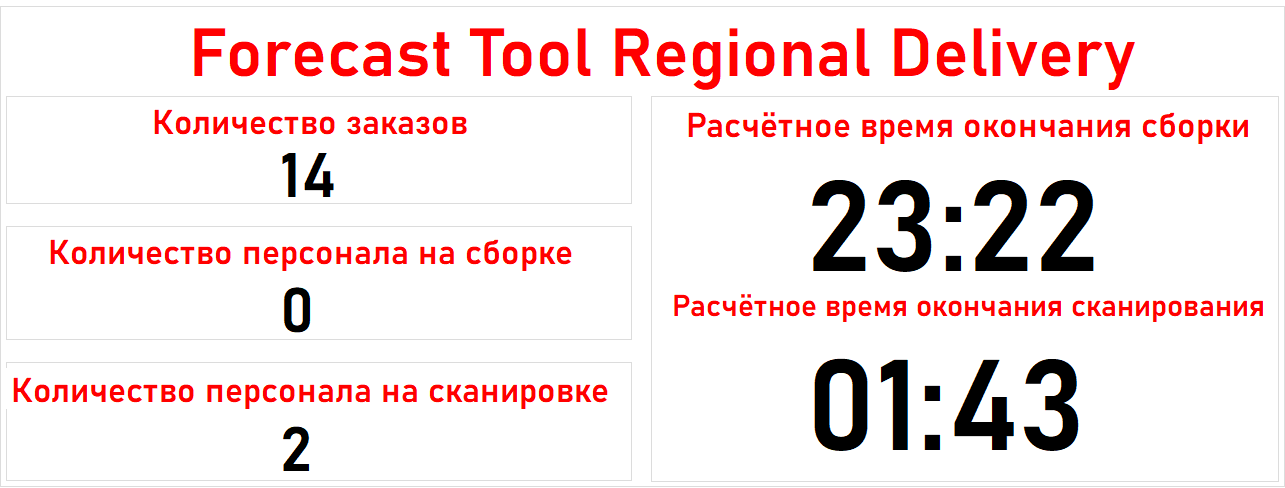 Forecast Tool Regional Delivery
Количество заказов
14
Количество персонала на сборке
0
Количество персонала на сканировке
2
Расчётное время окончания сборки
23:22
Расчётное время окончания сканирования
01:43